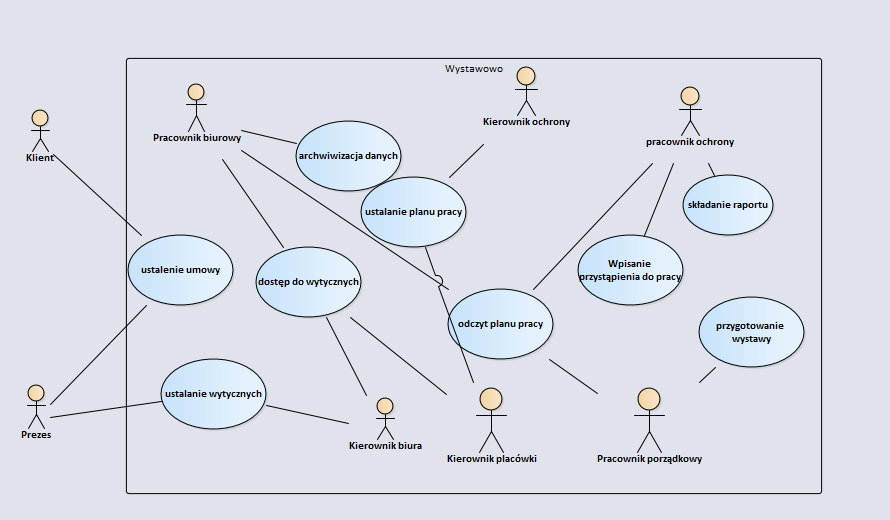 Wystawowo
Kierownik ochrony
Pracownik biurowy
pracownik ochrony
Klient
archwiwizacja danych
ustalanie planu pracy
składanie raportu
ustalenie umowy
dostęp do wytycznych
Wpisanie
przystąpienia do pracy
odczyt planu pracy
przygotowanie
wystawy
ustalanie wytycznych
Prezes
Kierownik biura
Kierownik placówki
Pracownik porządkowy